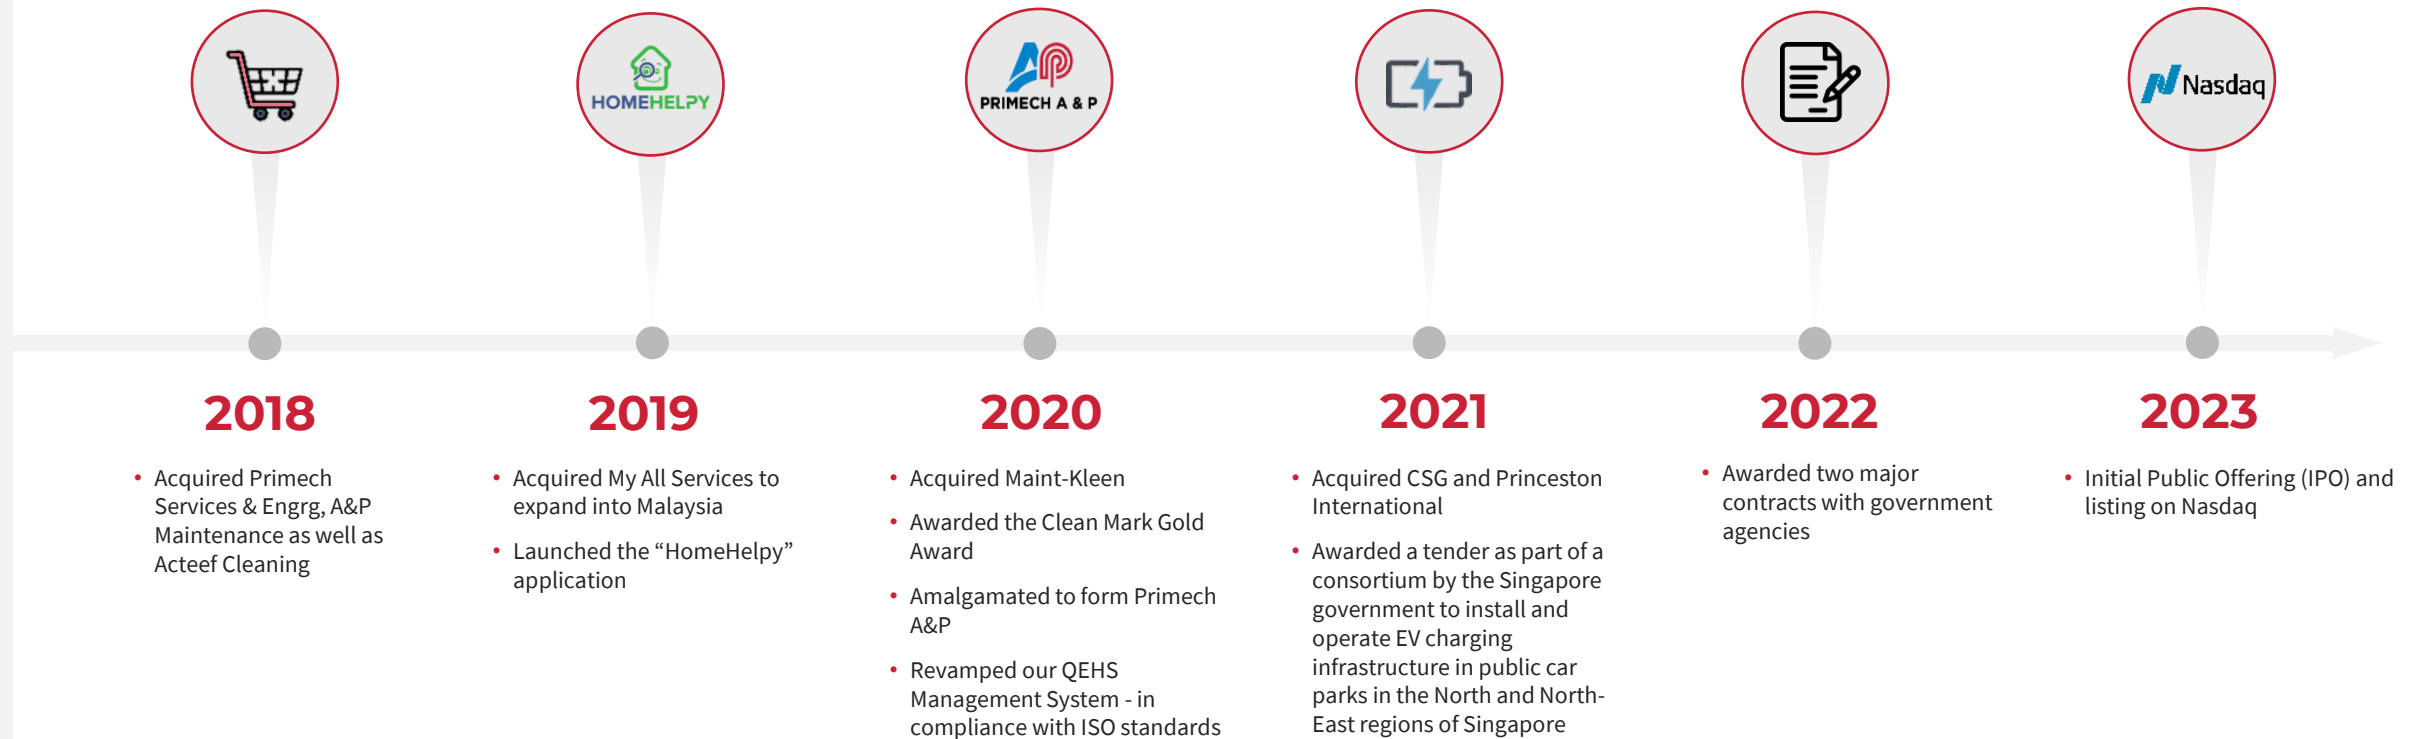 HOMEHELPY
PRIMECH A & P
Nasdaq
2018
• Acquired Primech
Services & Engrg, A&P
Maintenance as well as
Acteef Cleaning
2019
• Acquired My All Services to
expand into Malaysia
• Launched the “HomeHelpy”
application
2020
• Acquired Maint-Kleen
• Awarded the Clean Mark Gold
Award
• Amalgamated to form Primech
A&P
• Revamped our QEHS
Management System - in
compliance with ISO standards
2021
• Acquired CSG and Princeston
International
• Awarded a tender as part of a
consortium by the Singapore
government to install and
operate EV charging
infrastructure in public car
parks in the North and North-
East regions of Singapore
2022
• Awarded two major
contracts with government
agencies
2023
• Initial Public Offering (IPO) and
listing on Nasdaq